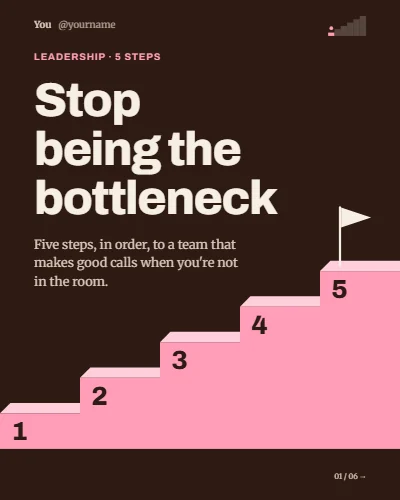 You @yourname
LEADERSHIP · 5 STEPS
Stop
being the
bottleneck
Five steps, in order, to a team that
makes good calls when you're not
in the room.
5
4
3
2
1
01 / 06 →